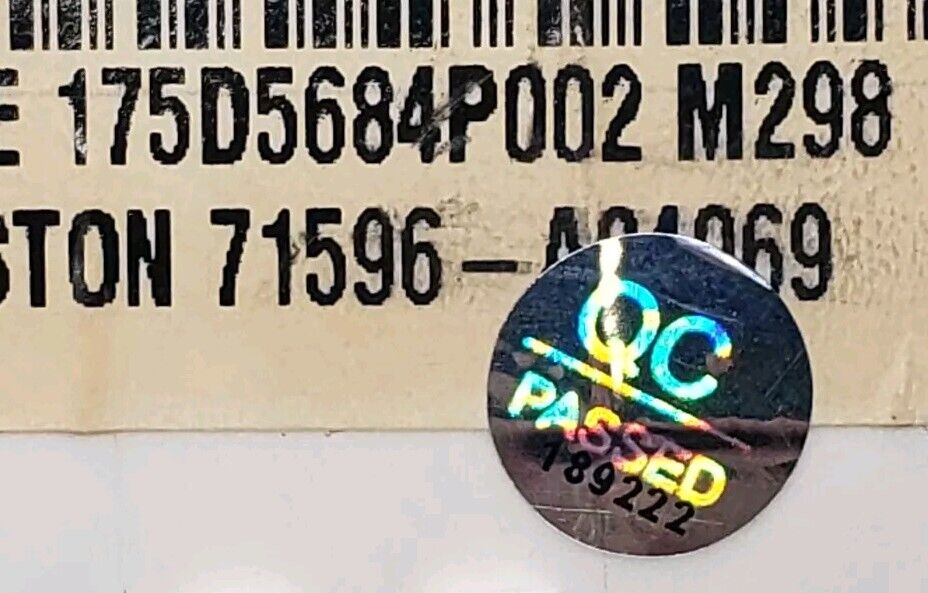 E 175D5684P002 M298
STON 71596-
QC
PASSED
189222